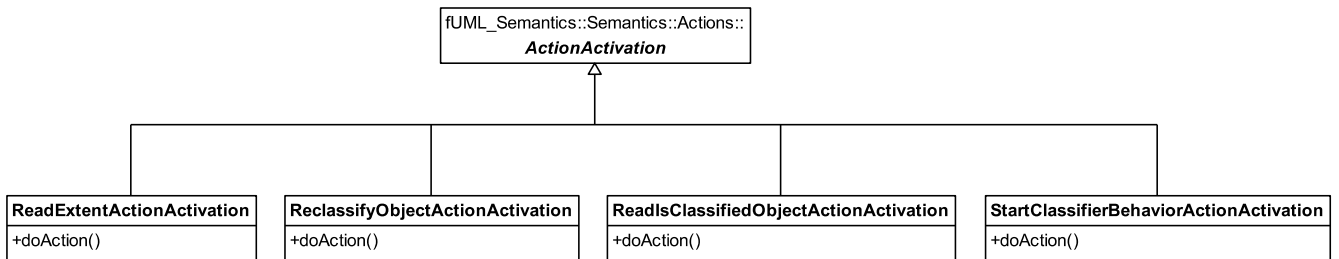 fUML_Semantics::Semantics::Actions::
ActionActivation
ReadExtentActionActivation
+doAction()
ReclassifyObjectActionActivation
+doAction()
ReadIsClassifiedObjectActionActivation
+doAction()
StartClassifierBehaviorActionActivation
+doAction()